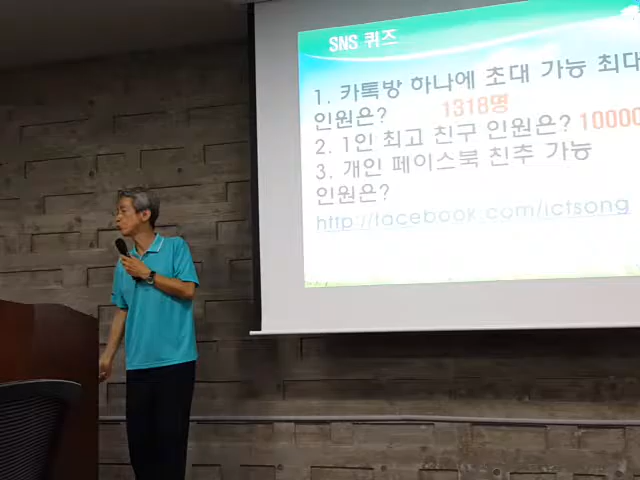 SNS 퀴즈
1. 카톡방 하나에 초대 가능 최대
인원은? 1318명
2. 1인 최고 친구 인원은? 10000
3. 개인 페이스북 친추 가능
인원은?
http://facebook.com/ictsong